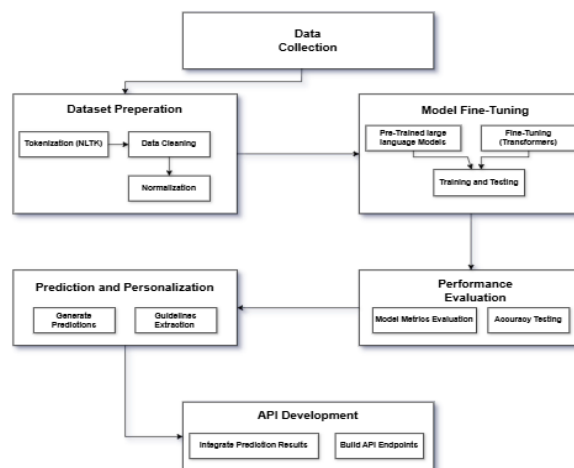 Data
Collection
Dataset Preperation
Tokenization (NLTK)
Data Cleaning
Normalization
Model Fine-Tuning
Pre-Trained large
language Models
Fine-Tuning
(Transformers)
Training and Testing
Prediction and Personalization
Generate
Predictions
Guidelines
Extraction
Performance
Evaluation
Model Metrics Evaluation
Accuracy Testing
API Development
Integrate Prediction Results
Build API Endpoints